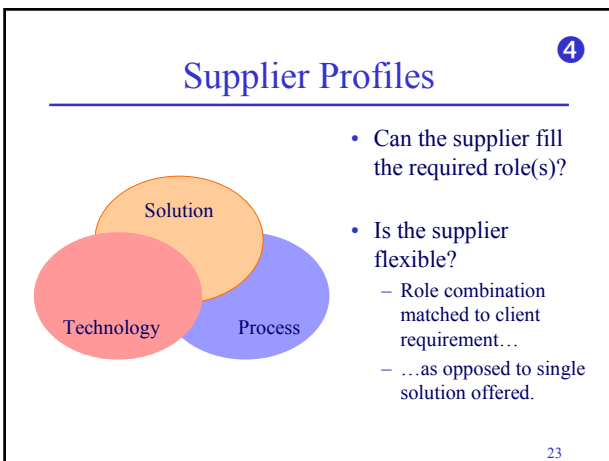 ❹
Supplier Profiles
Solution
Technology
Process
• Can the supplier fill
the required role(s)?
• Is the supplier
flexible?
– Role combination
matched to client
requirement…
– …as opposed to single
solution offered.
23